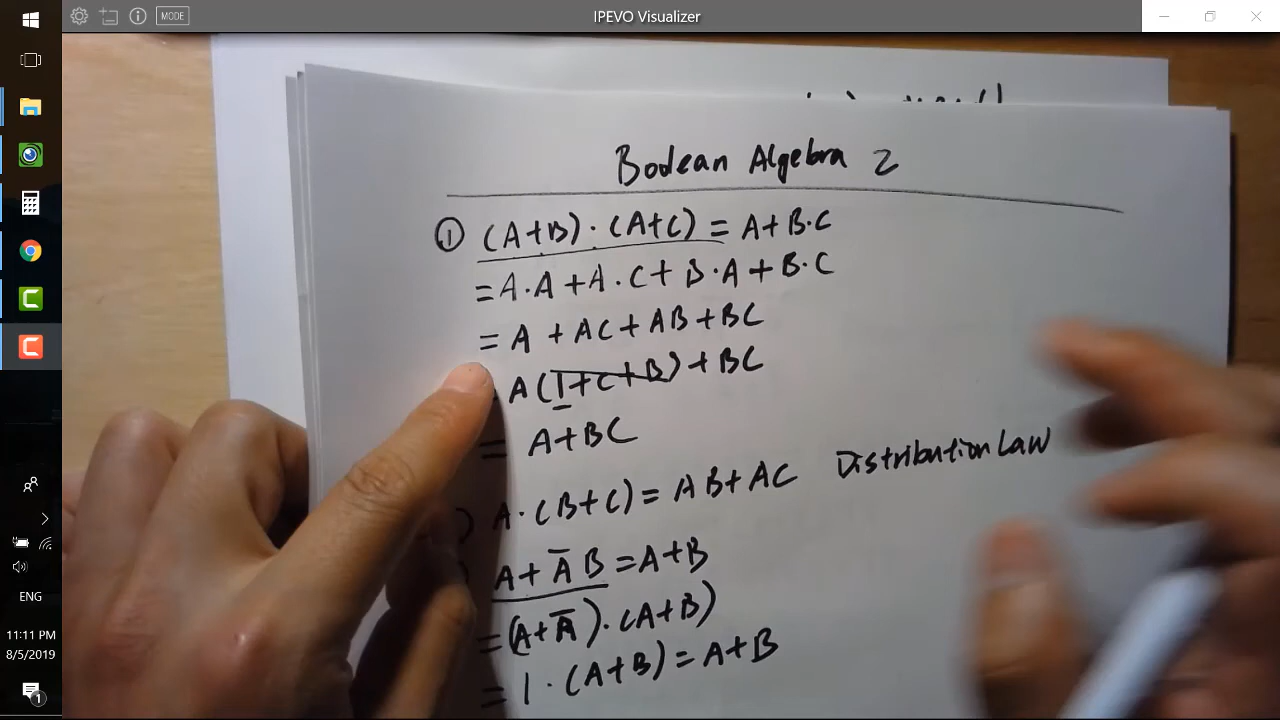 IPEVO Visualizer
MODE
Boolean Algebra 2
① (A+B)·(A+C) = A+B·C
= A·A+A·C+B·A+B·C
= A+AC+AB+BC
A(1+C+B)+BC
= A+BC
) A·(B+C)=AB+AC Distribution Law
A+A̅B=A+B
=(A+A̅)·(A+B)
= 1·(A+B)=A+B
ENG
11:11 PM
8/5/2019
1